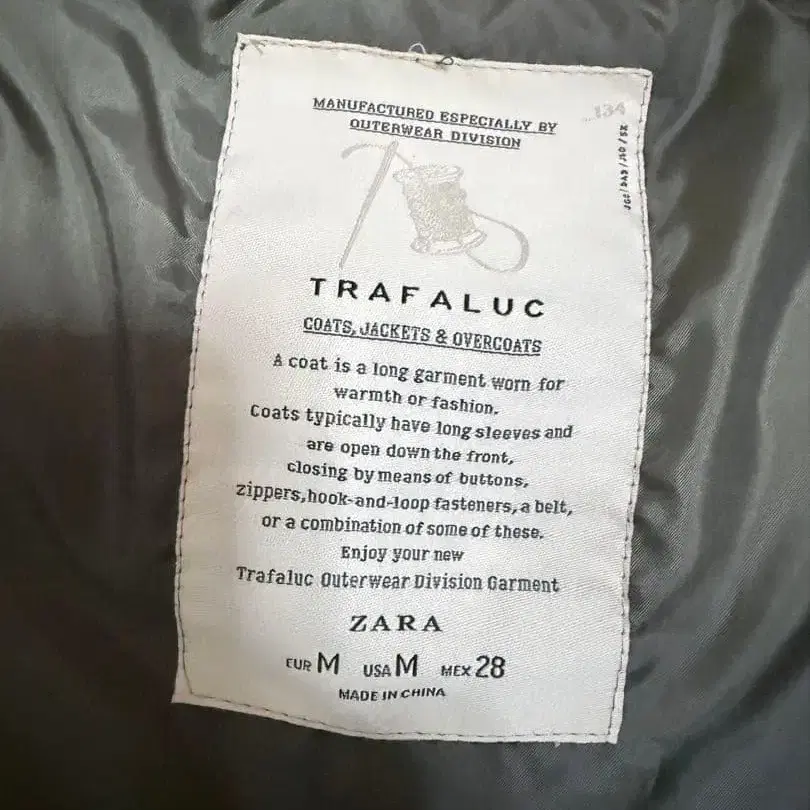 MANUFACTURED ESPECIALLY BY
OUTERWEAR DIVISION
134
TRAFALUC
COATS, JACKETS & OVERCOATS
A coat is a long garment worn for
warmth or fashion.
Coats typically have long sleeves and
are open down the front,
closing by means of buttons,
zippers, hook-and-loop fasteners, a belt,
or a combination of some of these.
Enjoy your new
Trafaluc Outerwear Division Garment
ZARA
EUR M USA M MEX 28
MADE IN CHINA